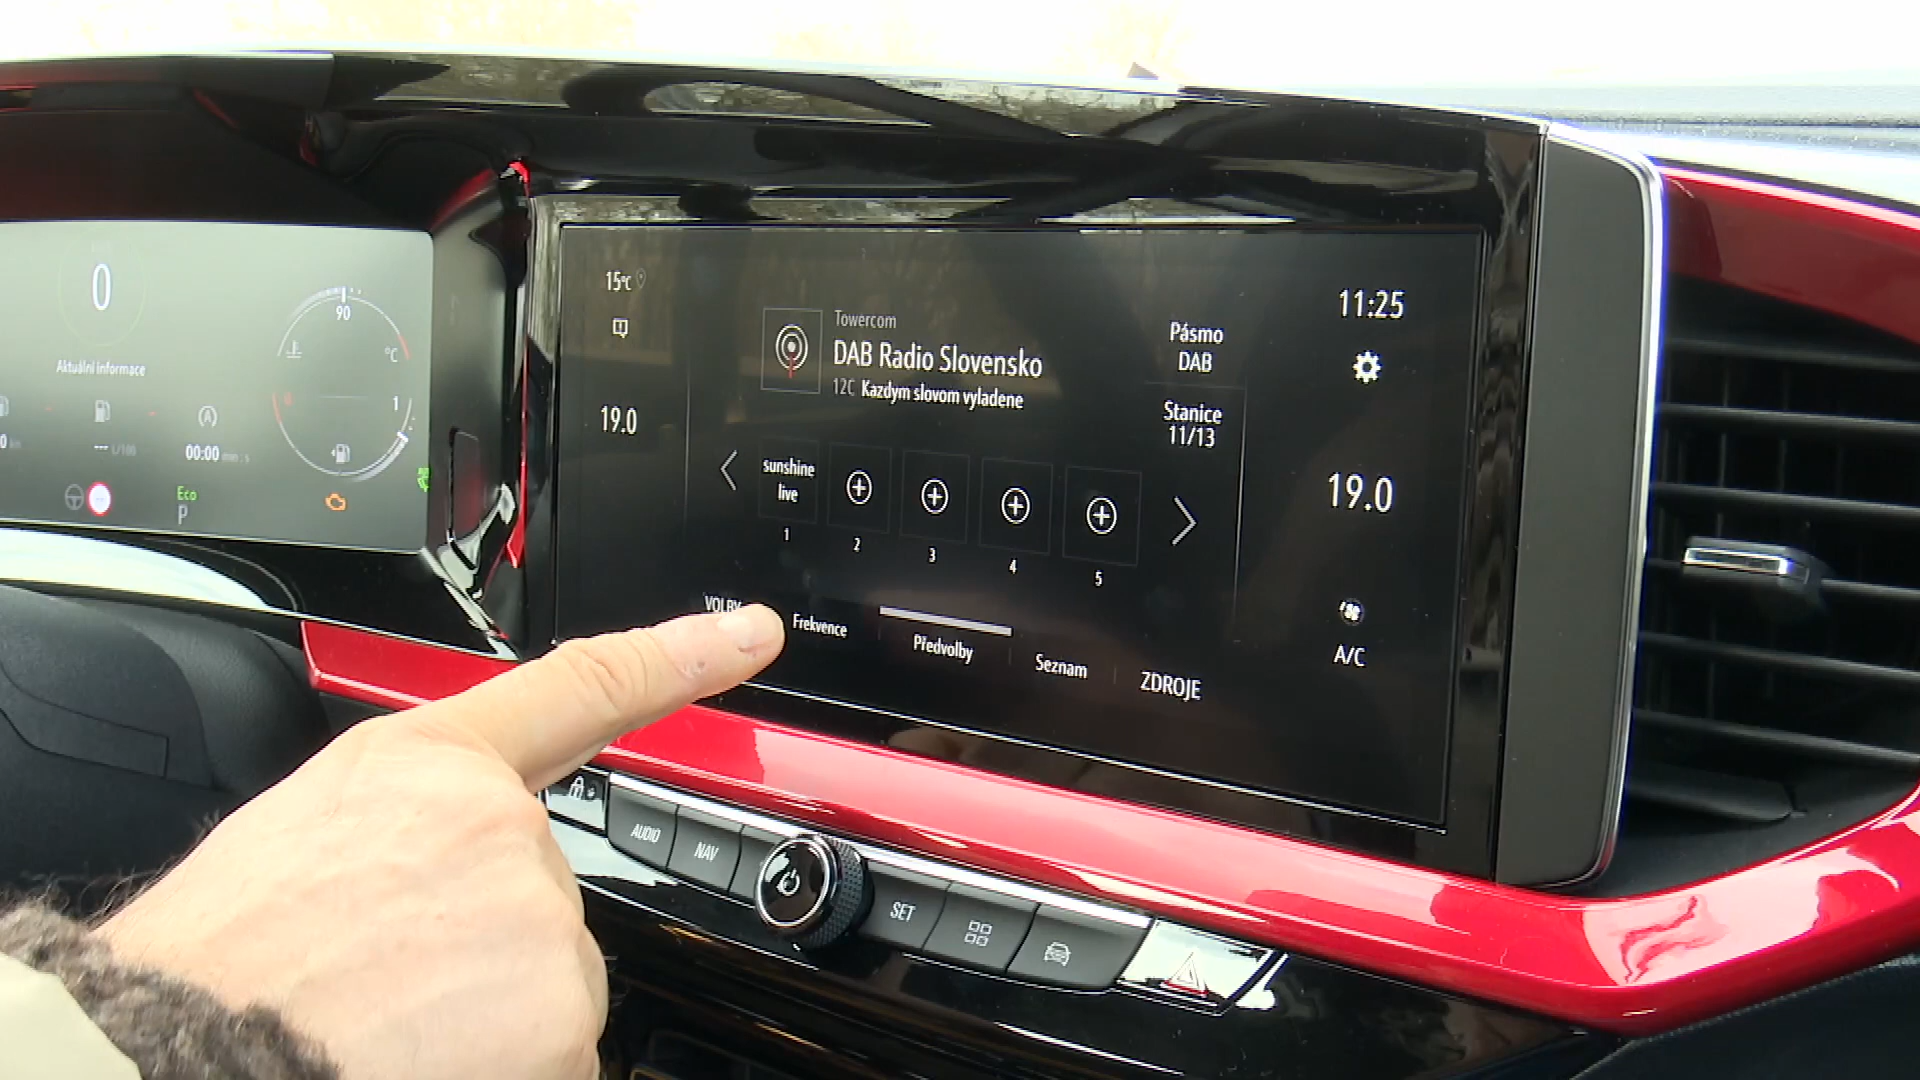 0
90
°C
Aktuální informace
1
0 km
--- L/100
00:00 min : s
Eco
P
15°C
19.0
Towercom
DAB Radio Slovensko
12C Kazdym slovom vyladene
Pásmo
DAB
Stanice
11/13
11:25
19.0
A/C
sunshine
live
1
2
3
4
5
VOLBY
Frekvence
Předvolby
Seznam
ZDROJE
AUDIO
NAV
SET